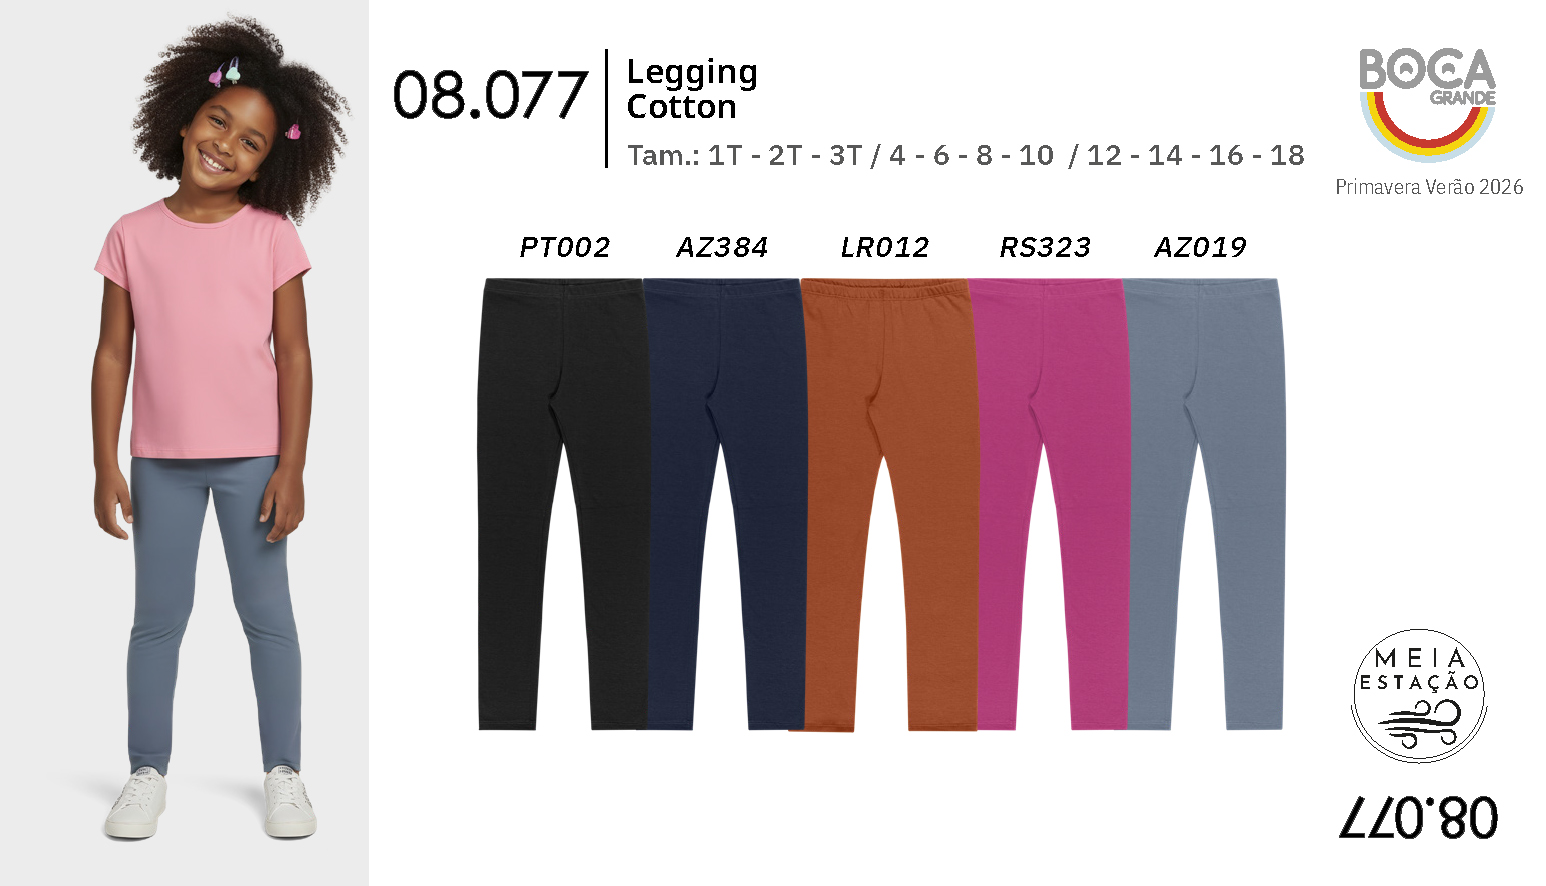 08.077
Legging
Cotton
Tam.: 1T - 2T - 3T / 4 - 6 - 8 - 10 / 12 - 14 - 16 - 18
BOCA
GRANDE
Primavera Verão 2026
PT002 AZ384 LR012 RS323 AZ019
MEIA
ESTAÇÃO
08.077